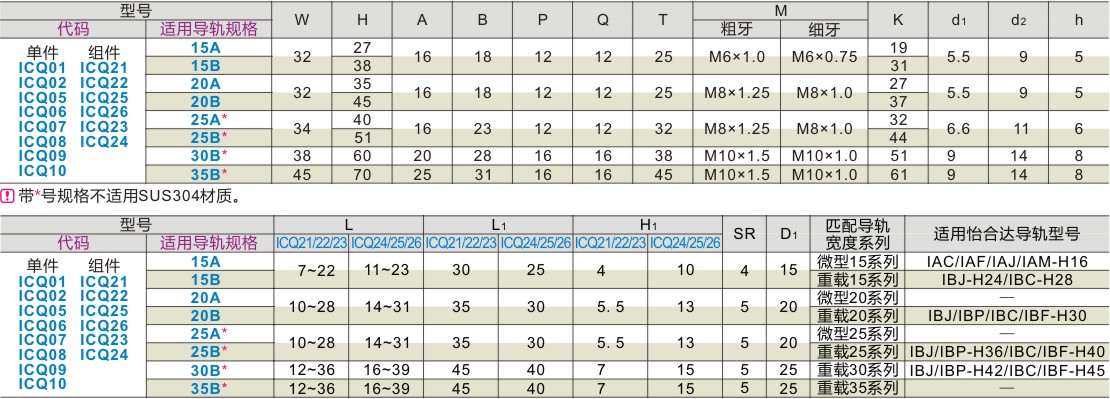 型号 W H A B P Q T M K d1 d2 h
代码 适用导轨规格 粗牙 细牙
单件 组件
ICQ01 ICQ21
ICQ02 ICQ22
ICQ05 ICQ25
ICQ06 ICQ26
ICQ07 ICQ23
ICQ08 ICQ24
ICQ09
ICQ10
15A 32 27 16 18 12 12 25 M6×1.0 M6×0.75 19 5.5 9 5
15B 38 31
20A 32 35 16 18 12 12 25 M8×1.25 M8×1.0 27 5.5 9 5
20B 45 37
25A* 34 40 16 23 12 12 32 M8×1.25 M8×1.0 32 6.6 11 6
25B* 51 44
30B* 38 60 20 28 16 16 38 M10×1.5 M10×1.0 51 9 14 8
35B* 45 70 25 31 16 16 45 M10×1.5 M10×1.0 61 9 14 8
带*号规格不适用SUS304材质。
型号 L L1 H1 SR D1 匹配导轨宽度系列 适用怡合达导轨型号
代码 适用导轨规格 ICQ21/22/23 ICQ24/25/26 ICQ21/22/23 ICQ24/25/26 ICQ21/22/23 ICQ24/25/26
单件 组件
ICQ01 ICQ21
ICQ02 ICQ22
ICQ05 ICQ25
ICQ06 ICQ26
ICQ07 ICQ23
ICQ08 ICQ24
ICQ09
ICQ10
15A 7~22 11~23 30 25 4 10 4 15 微型15系列 IAC/IAF/IAJ/IAM-H16
15B 重载15系列 IBJ-H24/IBC-H28
20A 10~28 14~31 35 30 5.5 13 5 20 微型20系列 —
20B 重载20系列 IBJ/IBP/IBC/IBF-H30
25A* 10~28 14~31 35 30 5.5 13 5 20 微型25系列 —
25B* 重载25系列 IBJ/IBP-H36/IBC/IBF-H40
30B* 12~36 16~39 45 40 7 15 5 25 重载30系列 IBJ/IBP-H42/IBC/IBF-H45
35B* 12~36 16~39 45 40 7 15 5 25 重载35系列 —